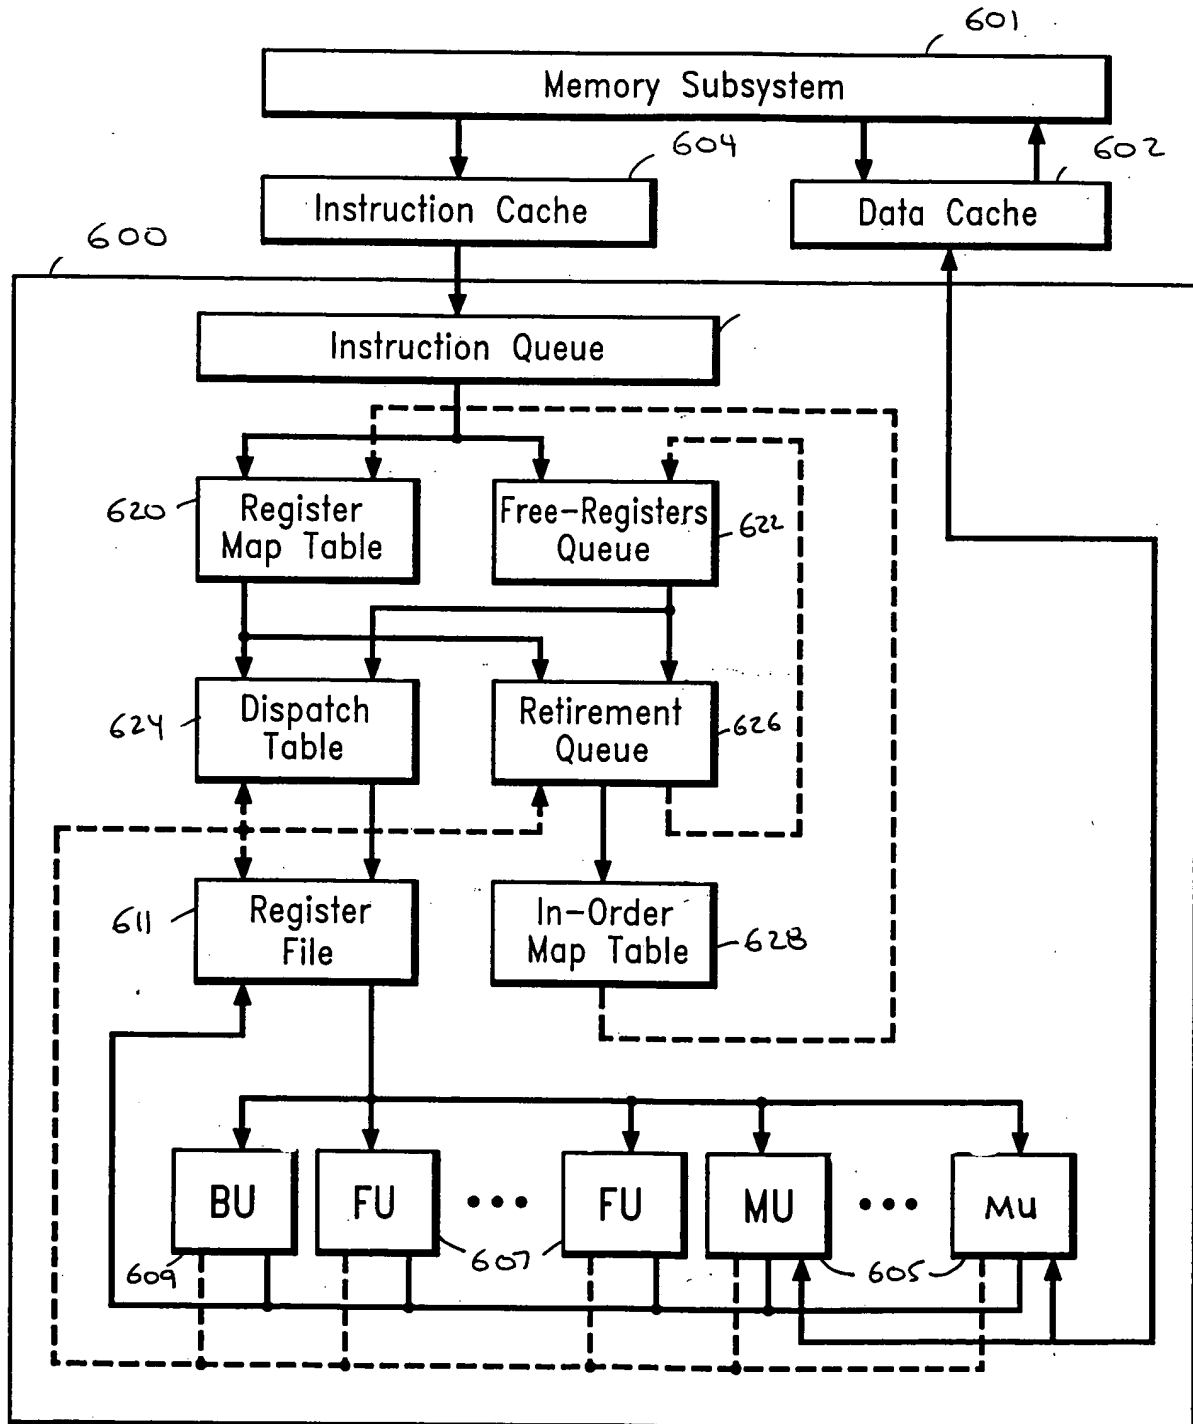 601
Memory Subsystem
604
602
Instruction Cache
Data Cache
600
Instruction Queue
620
Register
Map Table
Free-Registers
Queue
622
624
Dispatch
Table
Retirement
Queue
626
611
Register
File
In-Order
Map Table
628
BU
FU
FU
MU
Mu
609
607
605